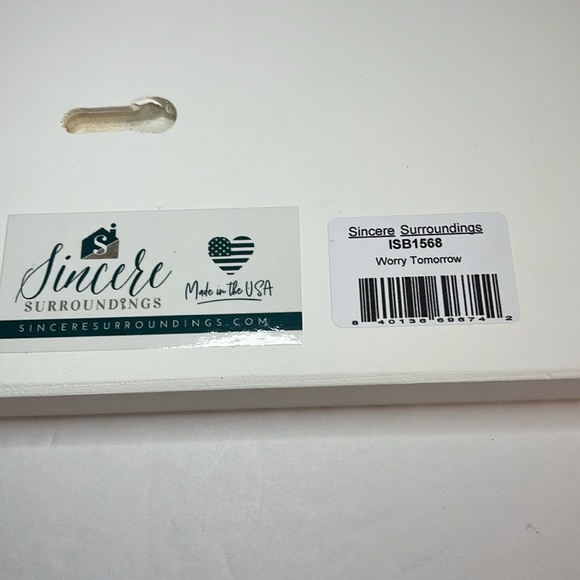 S
Sincere
SURROUNDINGS
Made in the USA
SINCERESURROUNDINGS.COM
Sincere Surroundings
ISB1568
Worry Tomorrow
8 40136 69674 2